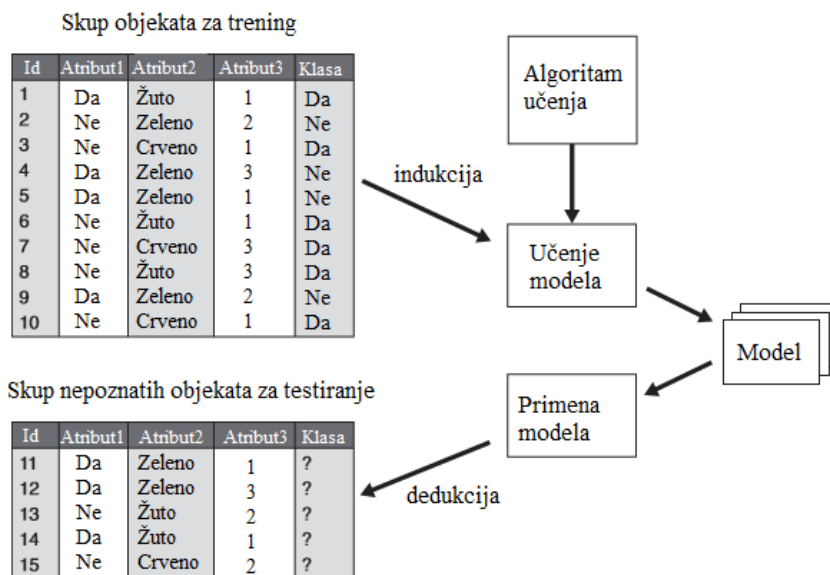 Skup objekata za trening
Id Atribut1 Atribut2 Atribut3 Klasa
1 Da Žuto 1 Da
2 Ne Zeleno 2 Ne
3 Ne Crveno 1 Da
4 Da Zeleno 3 Ne
5 Da Zeleno 1 Ne
6 Ne Žuto 1 Da
7 Ne Crveno 3 Da
8 Ne Žuto 3 Da
9 Da Zeleno 2 Ne
10 Ne Crveno 1 Da
Algoritam
učenja
indukcija
Učenje
modela
Model
Primena
modela
dedukcija
Skup nepoznatih objekata za testiranje
Id Atribut1 Atribut2 Atribut3 Klasa
11 Da Zeleno 1 ?
12 Da Zeleno 3 ?
13 Ne Žuto 2 ?
14 Da Žuto 1 ?
15 Ne Crveno 2 ?